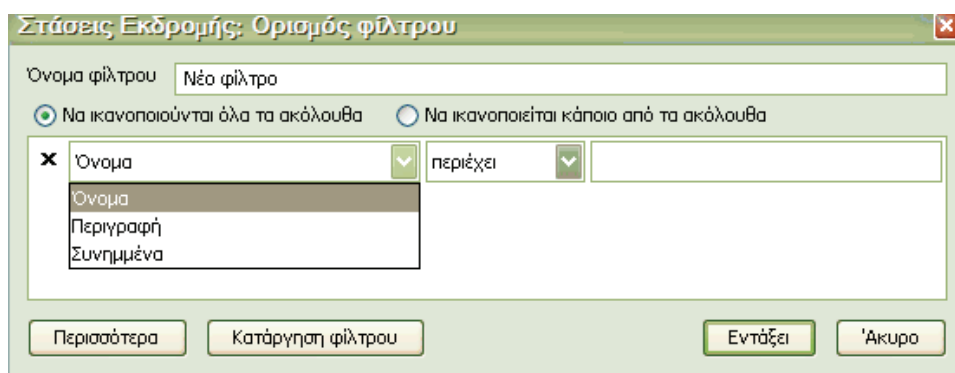 Στάσεις Εκδρομής: Ορισμός φίλτρου
Όνομα φίλτρου Νέο φίλτρο
Να ικανοποιούνται όλα τα ακόλουθα Να ικανοποιείται κάποιο από τα ακόλουθα
Όνομα περιέχει
Όνομα
Περιγραφή
Συνημμένα
Περισσότερα Κατάργηση φίλτρου Εντάξει Άκυρο